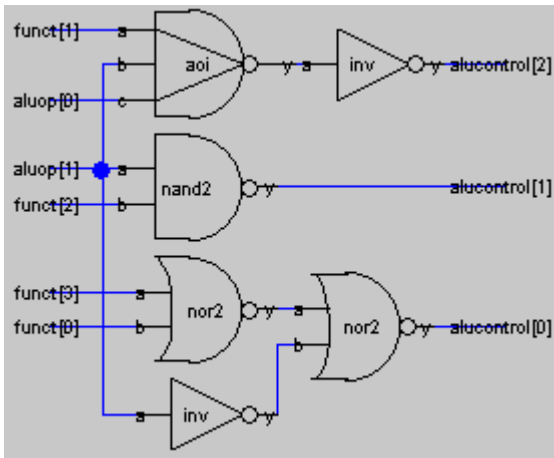 funct[1] a
b aoi y a inv y alucontrol[2]
aluop[0] c
aluop[1] a
nand2 y alucontrol[1]
funct[2] b
funct[3] a
nor2 y a
funct[0] b nor2 y alucontrol[0]
b
a inv y